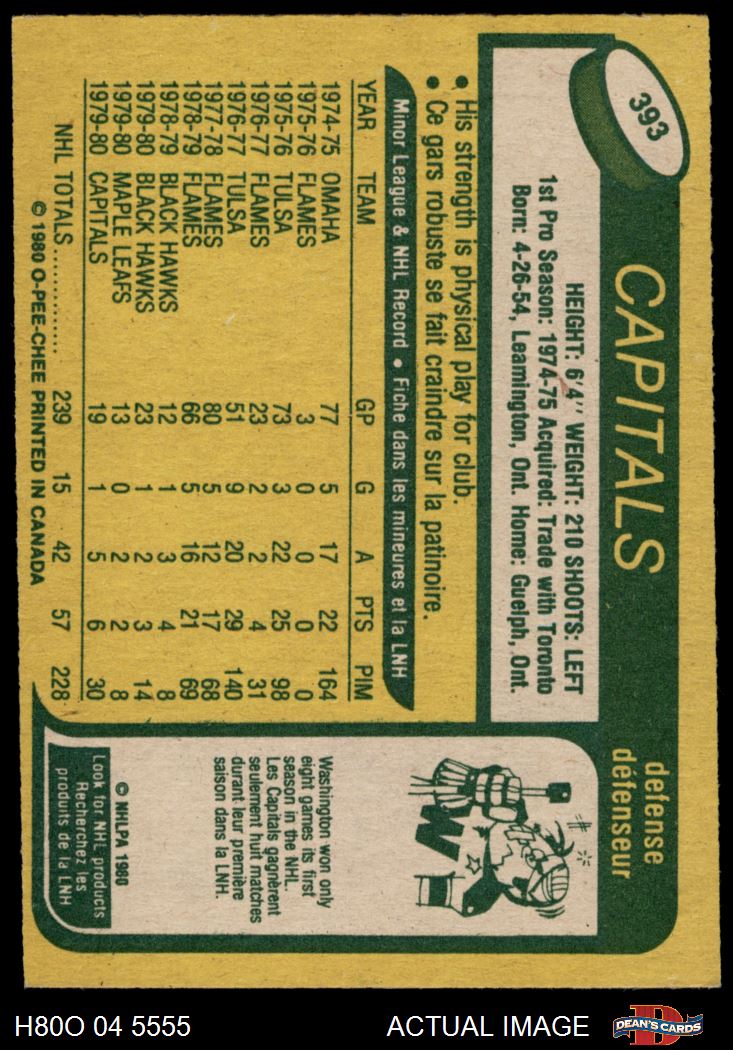 393
CAPITALS
defense
défenseur
HEIGHT: 6'4'' WEIGHT: 210 SHOOTS: LEFT
1st Pro Season: 1974-75 Acquired: Trade with Toronto
Born: 4-26-54, Leamington, Ont. Home: Guelph, Ont.
• His strength is physical play for club.
• Ce gars robuste se fait craindre sur la patinoire.
Minor League & NHL Record • Fiche dans les mineures et la LNH
YEAR TEAM GP G A PTS PIM
1974-75 OMAHA 77 5 17 22 164
1975-76 FLAMES 3 0 0 0 0
1975-76 TULSA 73 3 22 25 98
1976-77 FLAMES 23 2 2 4 31
1976-77 TULSA 51 9 20 29 140
1977-78 FLAMES 80 5 12 17 68
1978-79 FLAMES 66 5 16 21 69
1978-79 BLACK HAWKS 12 1 3 4 8
1979-80 BLACK HAWKS 23 1 2 3 14
1979-80 MAPLE LEAFS 13 0 2 2 8
1979-80 CAPITALS 19 1 5 6 30
NHL TOTALS.............. 239 15 42 57 228
© 1980 O-PEE-CHEE PRINTED IN CANADA
Washington won only
eight games its first
season in the NHL.
Les Capitals gagnèrent
seulement huit matches
durant leur première
saison dans la LNH.
© NHLPA 1980
Look for NHL products
Recherchez les
produits de la LNH
H80O 04 5555
ACTUAL IMAGE
D
DEAN'S CARDS